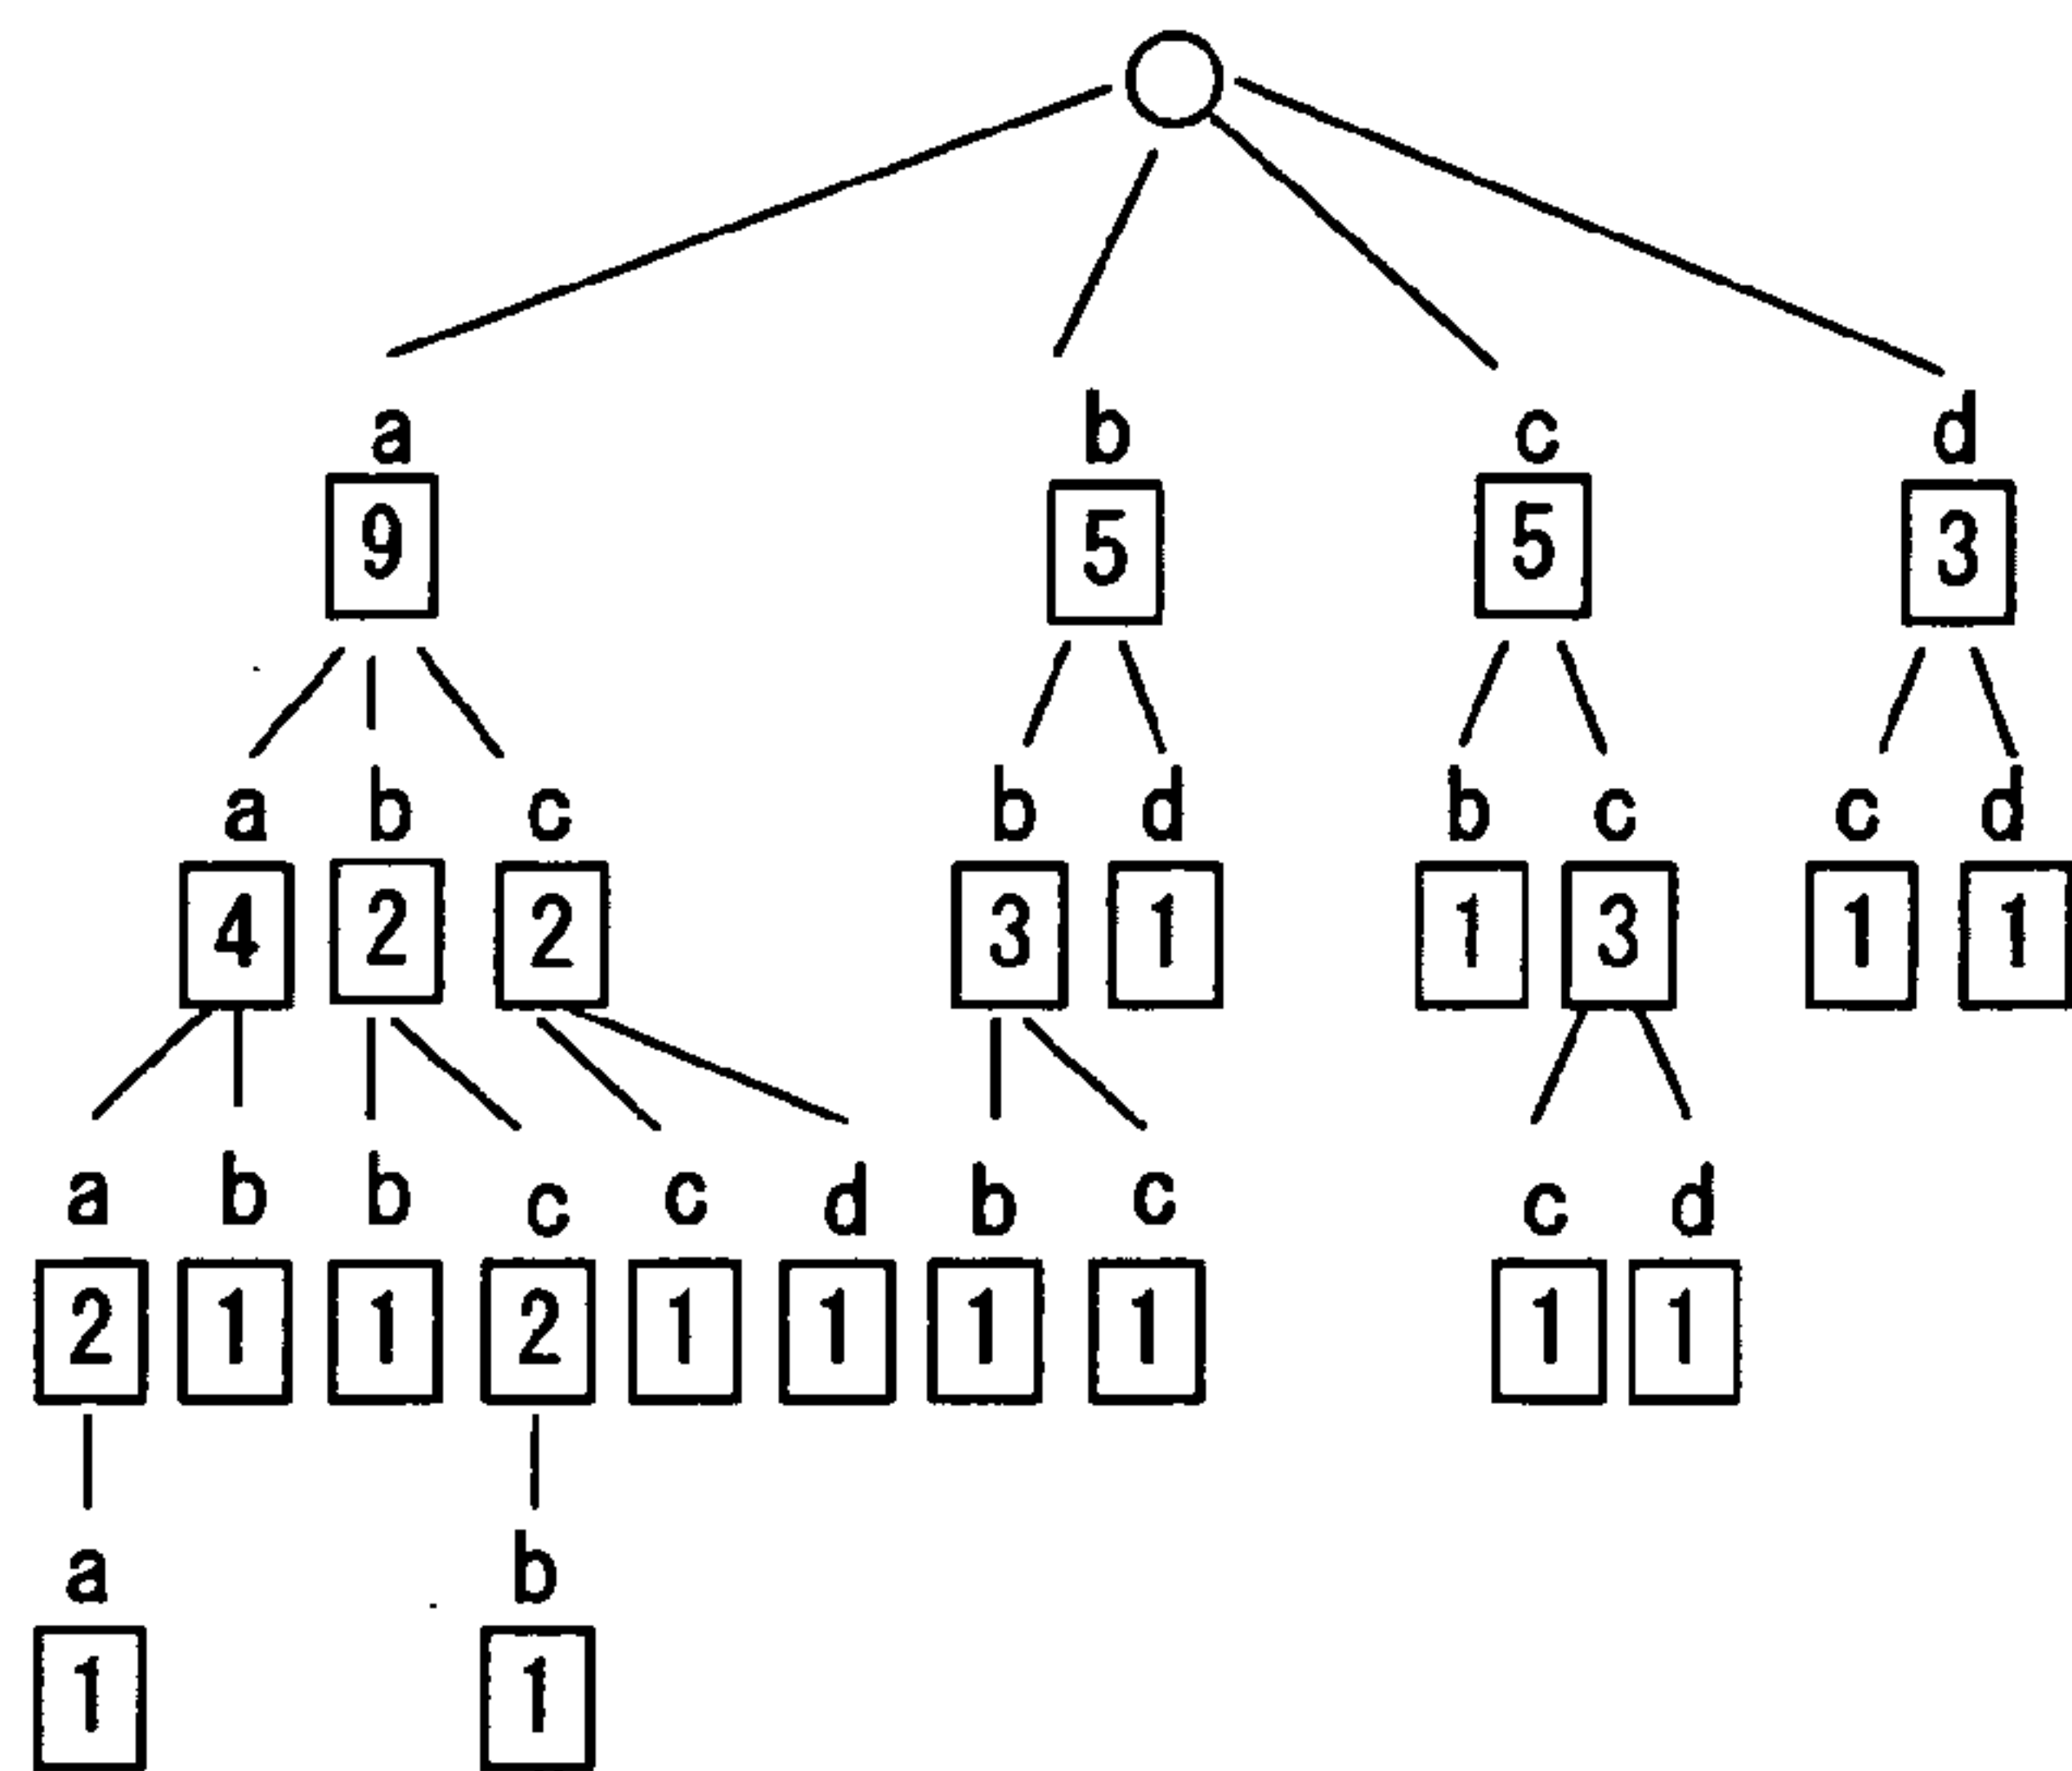 a b c d
9 5 5 3
a b c b d b c c d
4 2 2 3 1 1 3 1 1
a b b c c d b c c d
2 1 1 2 1 1 1 1 1 1
a b
1 1